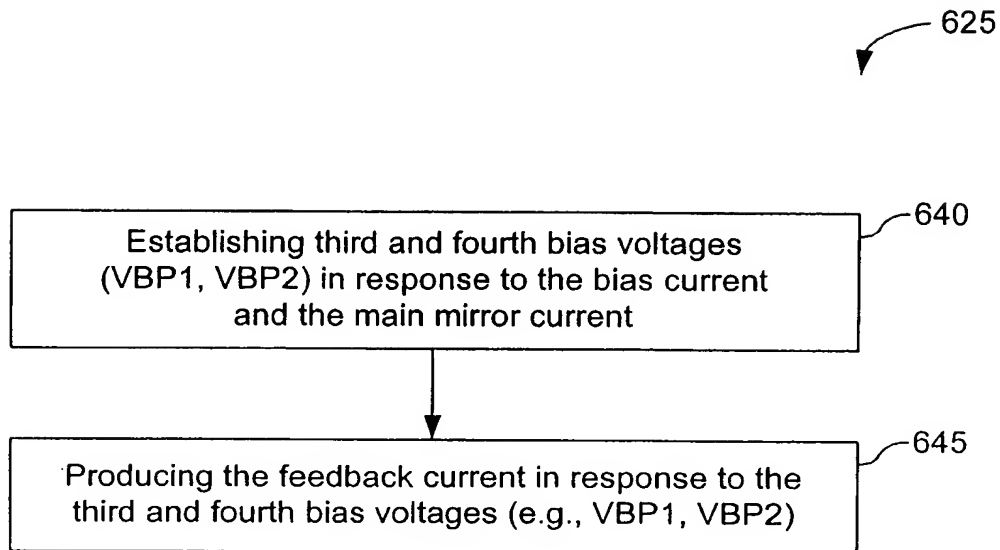 625
640
Establishing third and fourth bias voltages
(VBP1, VBP2) in response to the bias current
and the main mirror current
645
Producing the feedback current in response to the
third and fourth bias voltages (e.g., VBP1, VBP2)